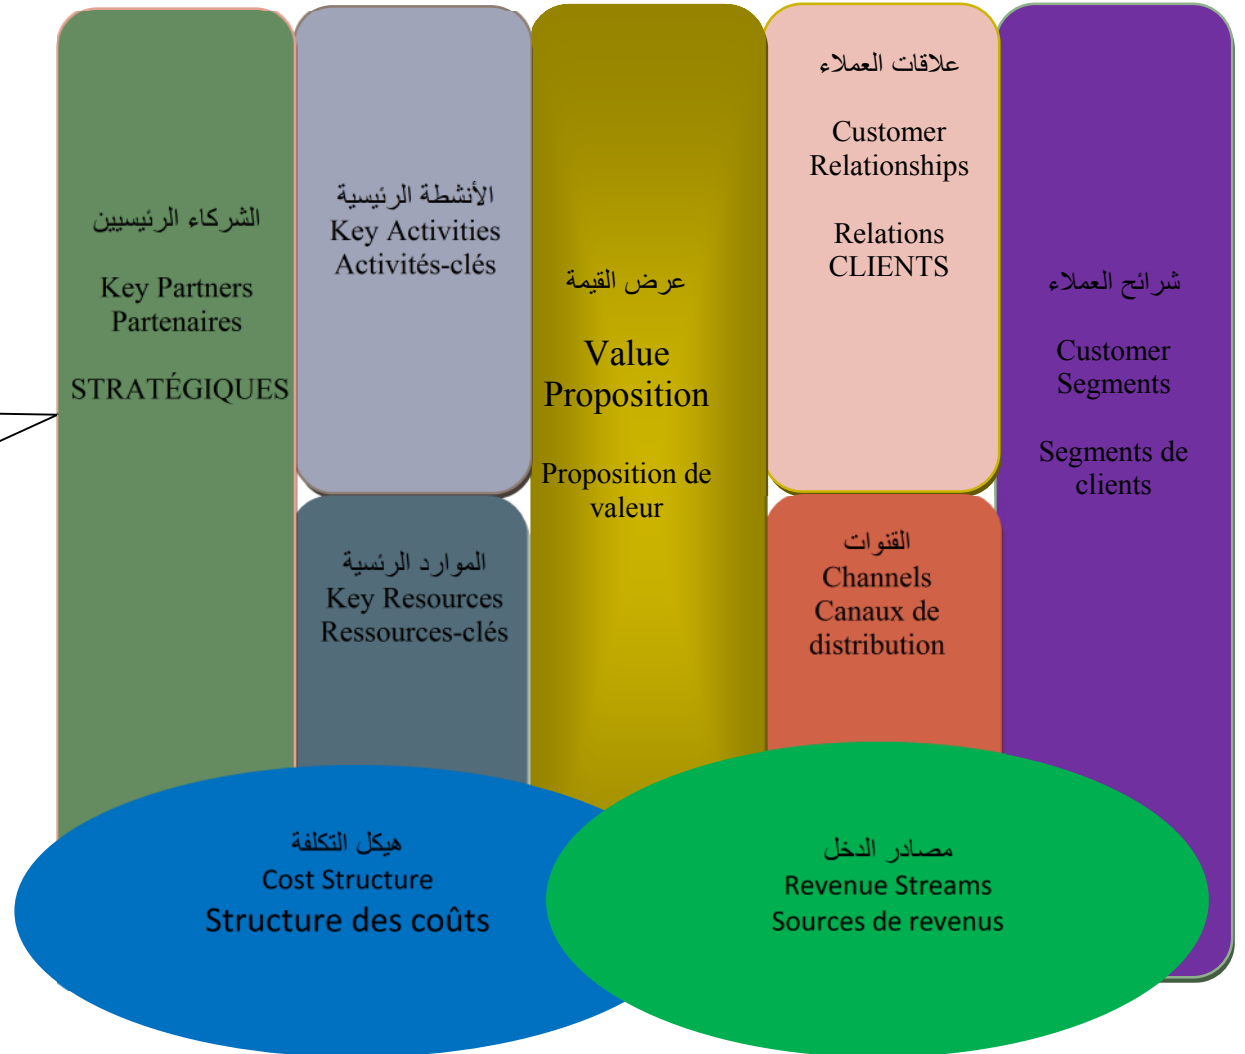 الشركاء الرئيسيين
Key Partners
Partenaires
STRATÉGIQUES
الأنشطة الرئيسية
Key Activities
Activités-clés
الموارد الرئسية
Key Resources
Ressources-clés
عرض القيمة
Value
Proposition
Proposition de
valeur
علاقات العملاء
Customer
Relationships
Relations
CLIENTS
القنوات
Channels
Canaux de
distribution
شرائح العملاء
Customer
Segments
Segments de
clients
هيكل التكلفة
Cost Structure
Structure des coûts
مصادر الدخل
Revenue Streams
Sources de revenus